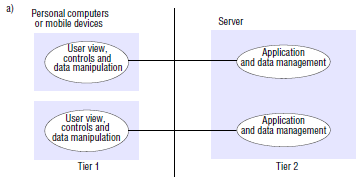 a)
Personal computers
or mobile devices
Server
User view,
controls and
data manipulation
Application
and data management
User view,
controls and
data manipulation
Application
and data management
Tier 1
Tier 2